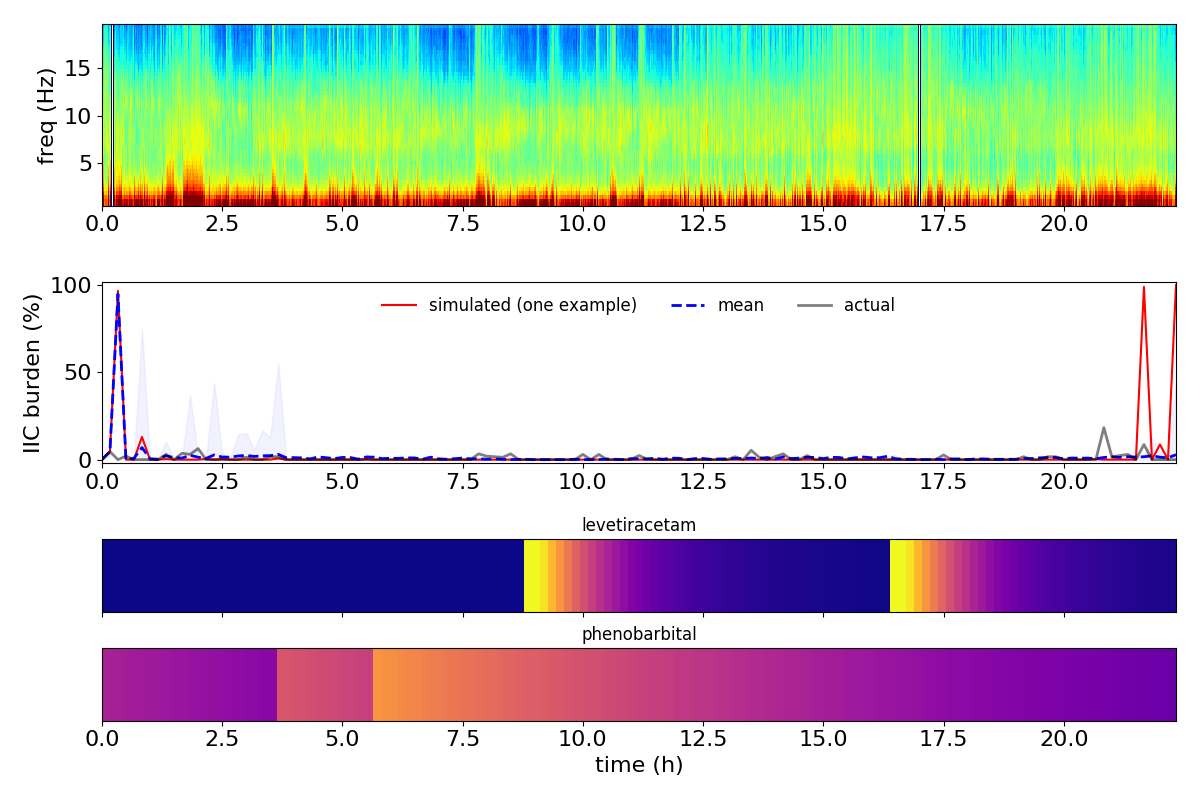 freq (Hz)
15
10
5
0.0 2.5 5.0 7.5 10.0 12.5 15.0 17.5 20.0
IIC burden (%)
100
50
0
simulated (one example) mean actual
0.0 2.5 5.0 7.5 10.0 12.5 15.0 17.5 20.0
levetiracetam
phenobarbital
0.0 2.5 5.0 7.5 10.0 12.5 15.0 17.5 20.0
time (h)